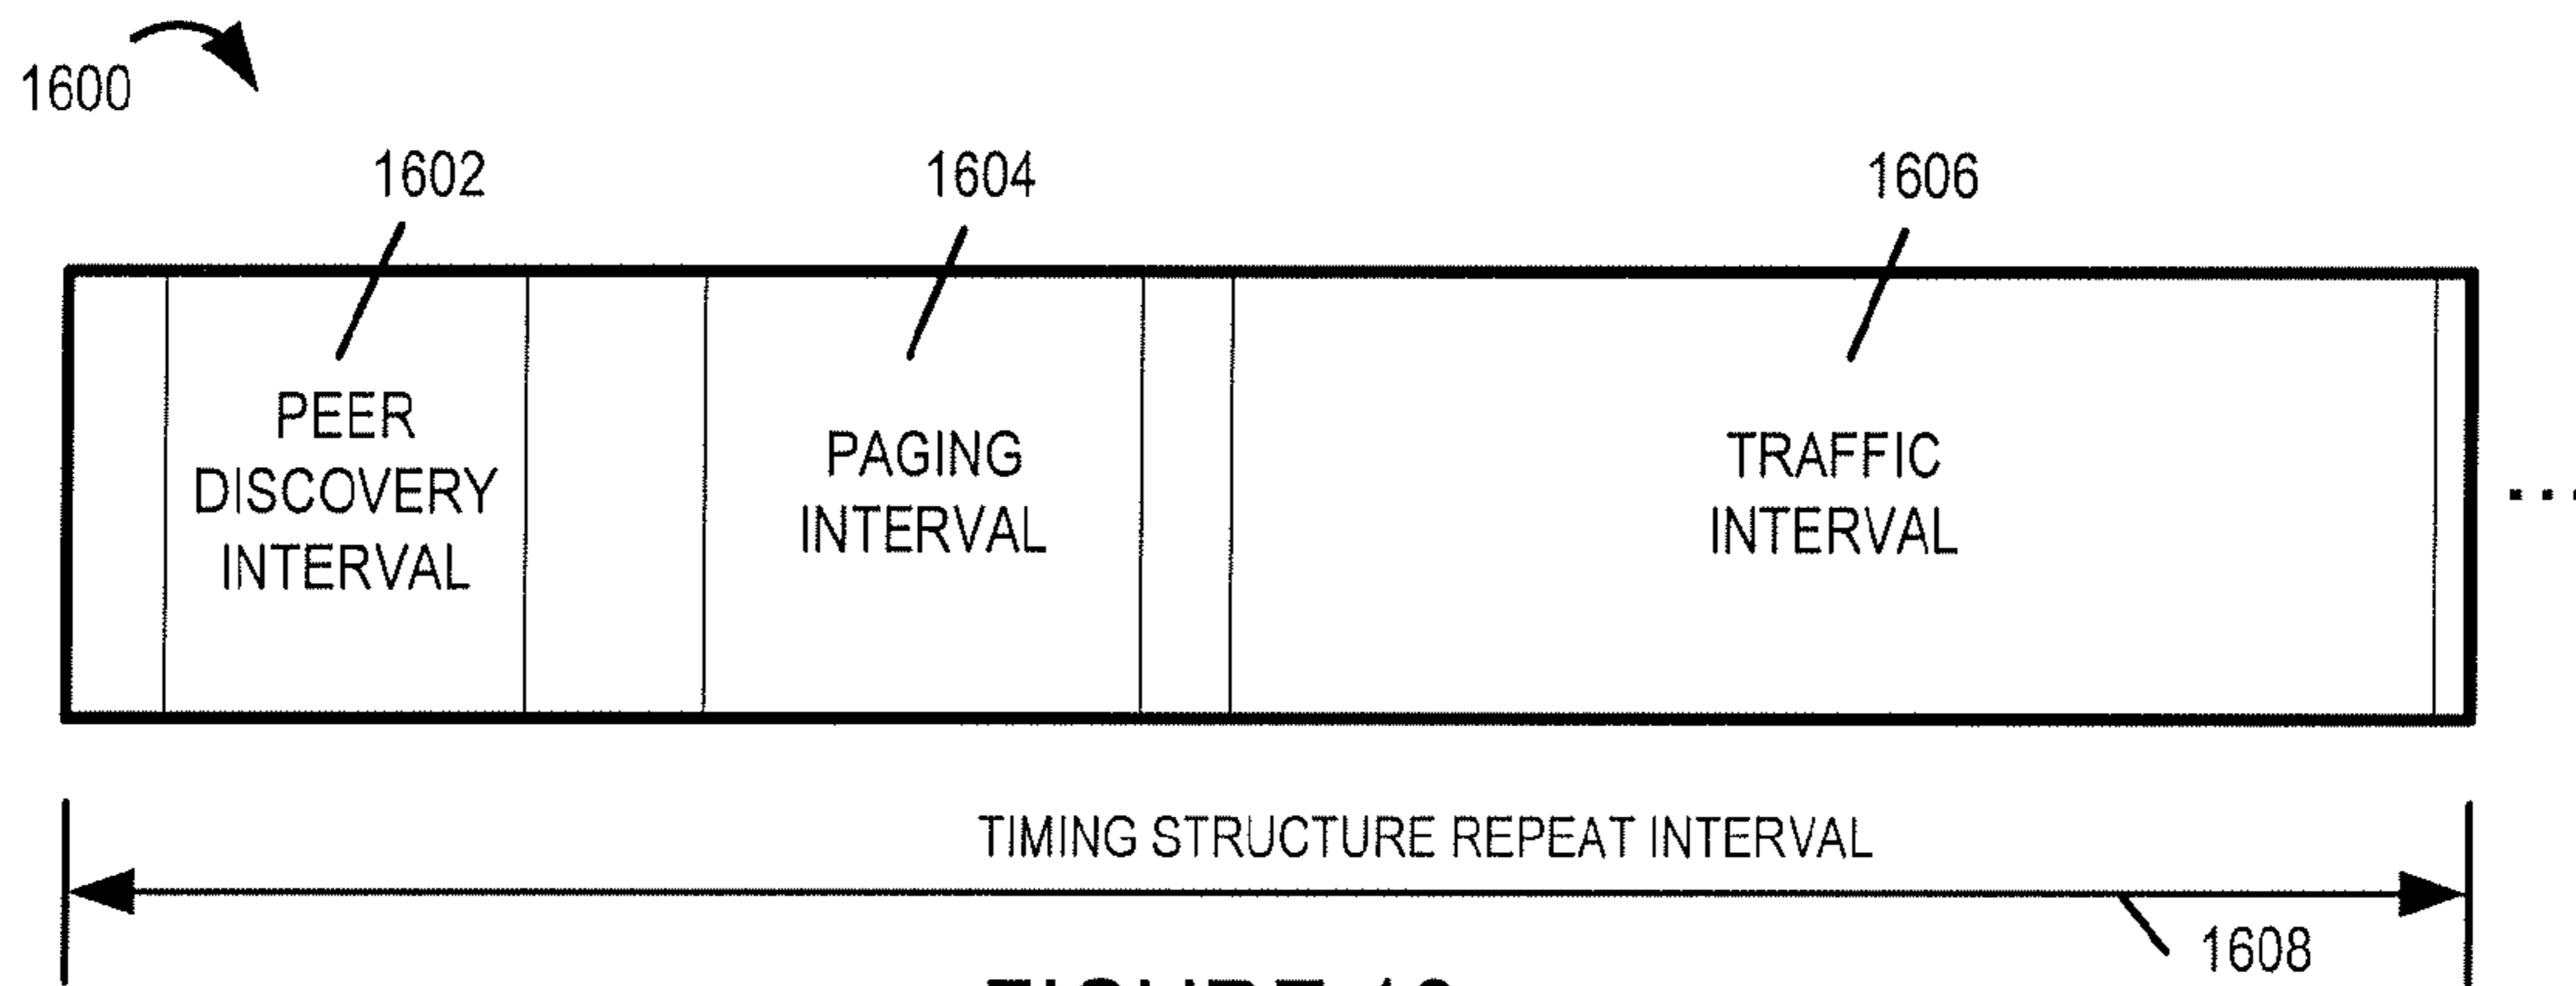 1600
1602
1604
1606
PEER
DISCOVERY
INTERVAL
PAGING
INTERVAL
TRAFFIC
INTERVAL
...
TIMING STRUCTURE REPEAT INTERVAL
1608